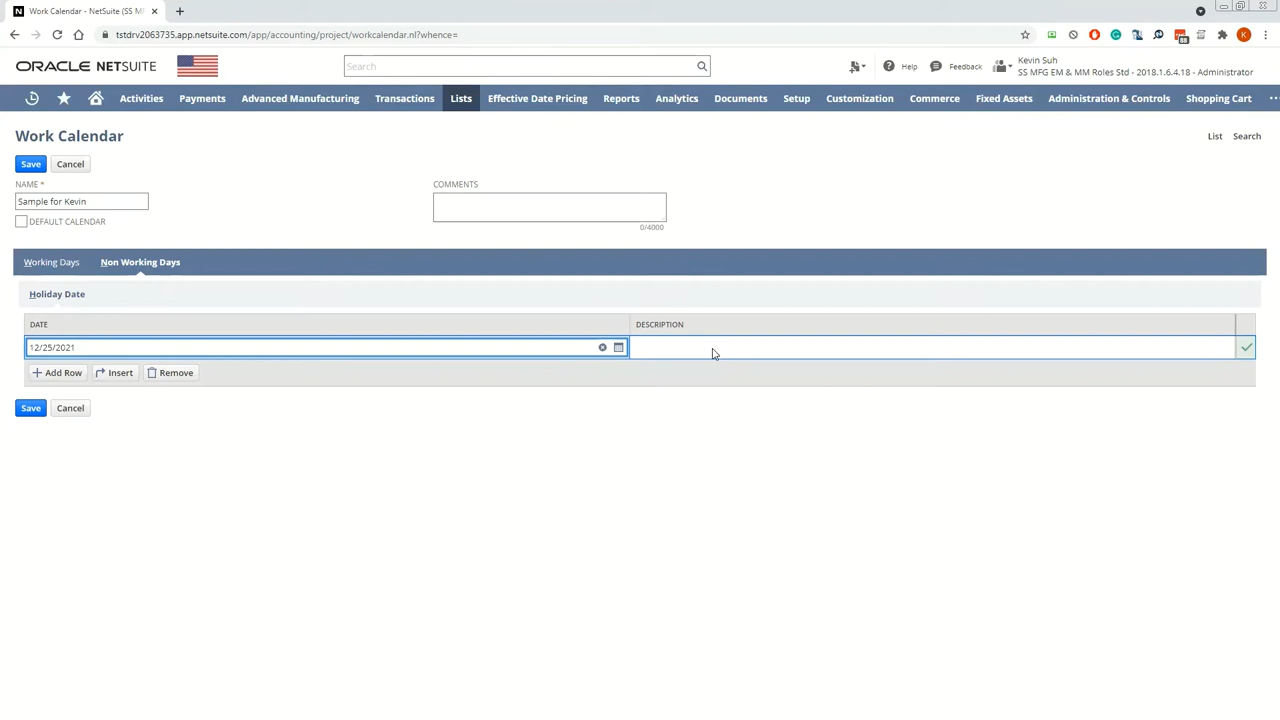 Work Calendar - NetSuite (SS MF
tstdrv2063735.app.netsuite.com/app/accounting/project/workcalendar.nl?whence=
88
K
ORACLE NETSUITE
Search
Help
Feedback
Kevin Suh
SS MFG EM & MM Roles Std - 2018.1.6.4.18 - Administrator
Activities Payments Advanced Manufacturing Transactions Lists Effective Date Pricing Reports Analytics Documents Setup Customization Commerce Fixed Assets Administration & Controls Shopping Cart
Work Calendar
List Search
Save Cancel
NAME *
COMMENTS
Sample for Kevin
DEFAULT CALENDAR
0/4000
Working Days Non Working Days
Holiday Date
DATE DESCRIPTION
12/25/2021
Add Row Insert Remove
Save Cancel